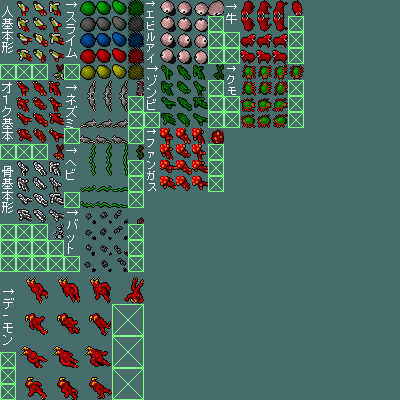 人基本形
→スライム
→エビルアイ
→牛
オーク基本
→ネズミ
→ゾンビ
→クモ
→ヘビ
→ファンガス
骨基本形
→バット
→デーモン